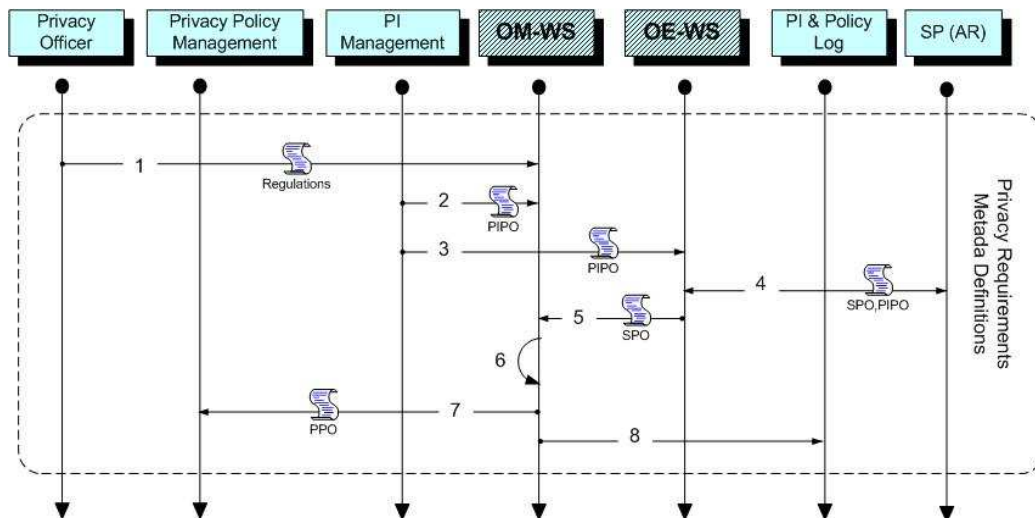 Privacy
Officer
Privacy Policy
Management
PI
Management
OM-WS
OE-WS
PI & Policy
Log
SP (AR)
1
Regulations
2
PIPO
3
PIPO
4
SPO,PIPO
5
SPO
6
7
PPO
8
Privacy Requirements
Metada Definitions